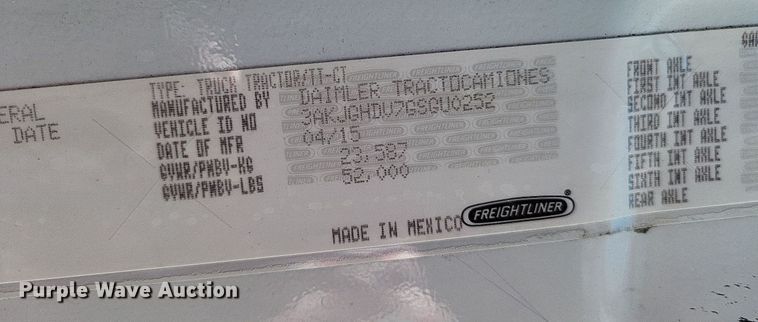 ERAL
DATE
TYPE: TRUCK TRACTOR/TT-CT
MANUFACTURED BY DAIMLER TRACTOCAMIONES
VEHICLE ID NO 3AKJGHDV7GSGV0252
DATE OF MFR 04/15
GVWR/PNBV-KG 23,587
GVWR/PNBV-LBS 52,000
MADE IN MEXICO FREIGHTLINER®
GA
FRONT AXLE
FIRST INT AXLE
SECOND INT AXLE
THIRD INT AXLE
FOURTH INT AXLE
FIFTH INT AXLE
SIXTH INT AXLE
REAR AXLE
Purple Wave Auction